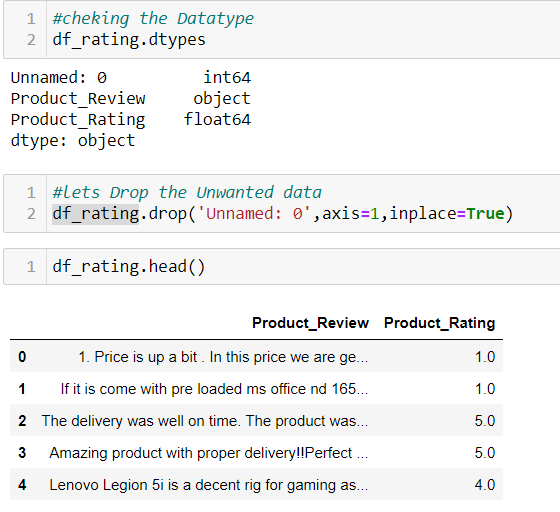 1 #cheking the Datatype
2 df_rating.dtypes
Unnamed: 0 int64
Product_Review object
Product_Rating float64
dtype: object
1 #lets Drop the Unwanted data
2 df_rating.drop('Unnamed: 0',axis=1,inplace=True)
1 df_rating.head()
Product_Review Product_Rating
0 1. Price is up a bit . In this price we are ge... 1.0
1 If it is come with pre loaded ms office nd 165... 1.0
2 The delivery was well on time. The product was... 5.0
3 Amazing product with proper delivery!!Perfect ... 5.0
4 Lenovo Legion 5i is a decent rig for gaming as... 4.0